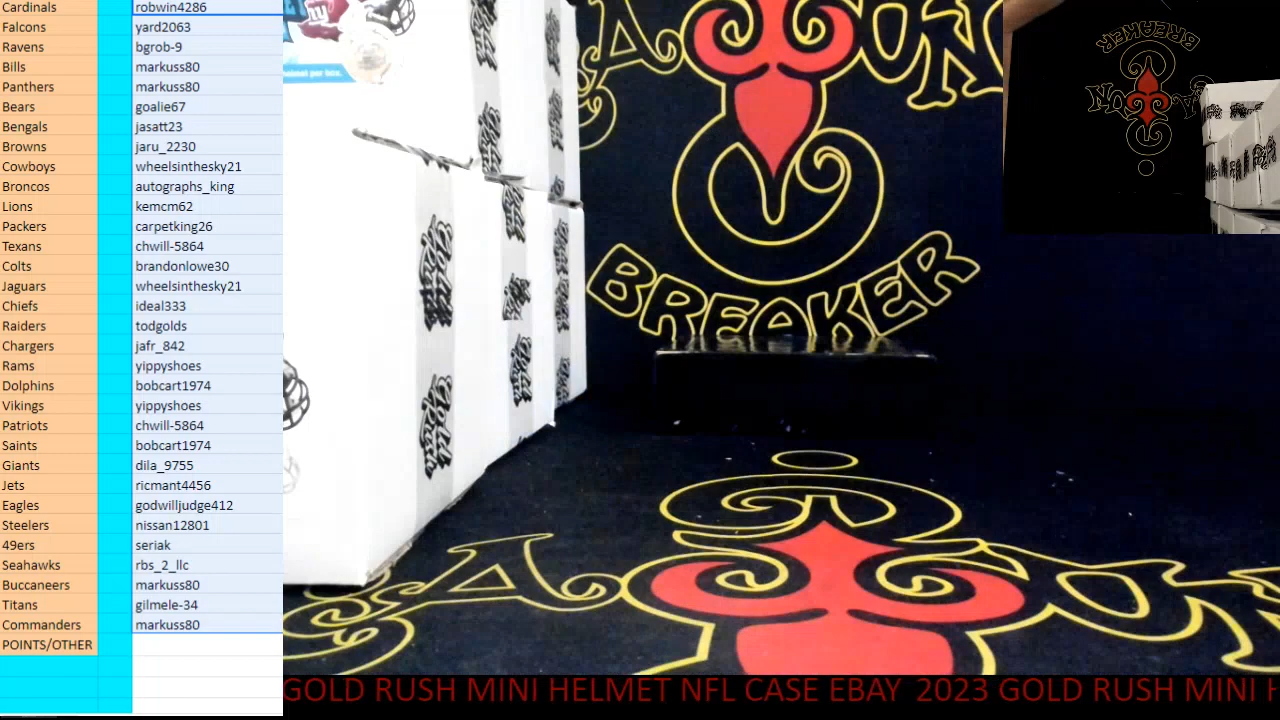 Cardinals robwin4286
Falcons yard2063
Ravens bgrob-9
Bills markuss80
Panthers markuss80
Bears goalie67
Bengals jasatt23
Browns jaru_2230
Cowboys wheelsinthesky21
Broncos autographs_king
Lions kemcm62
Packers carpetking26
Texans chwill-5864
Colts brandonlowe30
Jaguars wheelsinthesky21
Chiefs ideal333
Raiders todgolds
Chargers jafr_842
Rams yippyshoes
Dolphins bobcart1974
Vikings yippyshoes
Patriots chwill-5864
Saints bobcart1974
Giants dila_9755
Jets ricmant4456
Eagles godwilljudge412
Steelers nissan12801
49ers seriak
Seahawks rbs_2_llc
Buccaneers markuss80
Titans gilmele-34
Commanders markuss80
POINTS/OTHER
BREAKER
BREAKER
GOLD RUSH MINI HELMET NFL CASE EBAY 2023 GOLD RUSH MINI